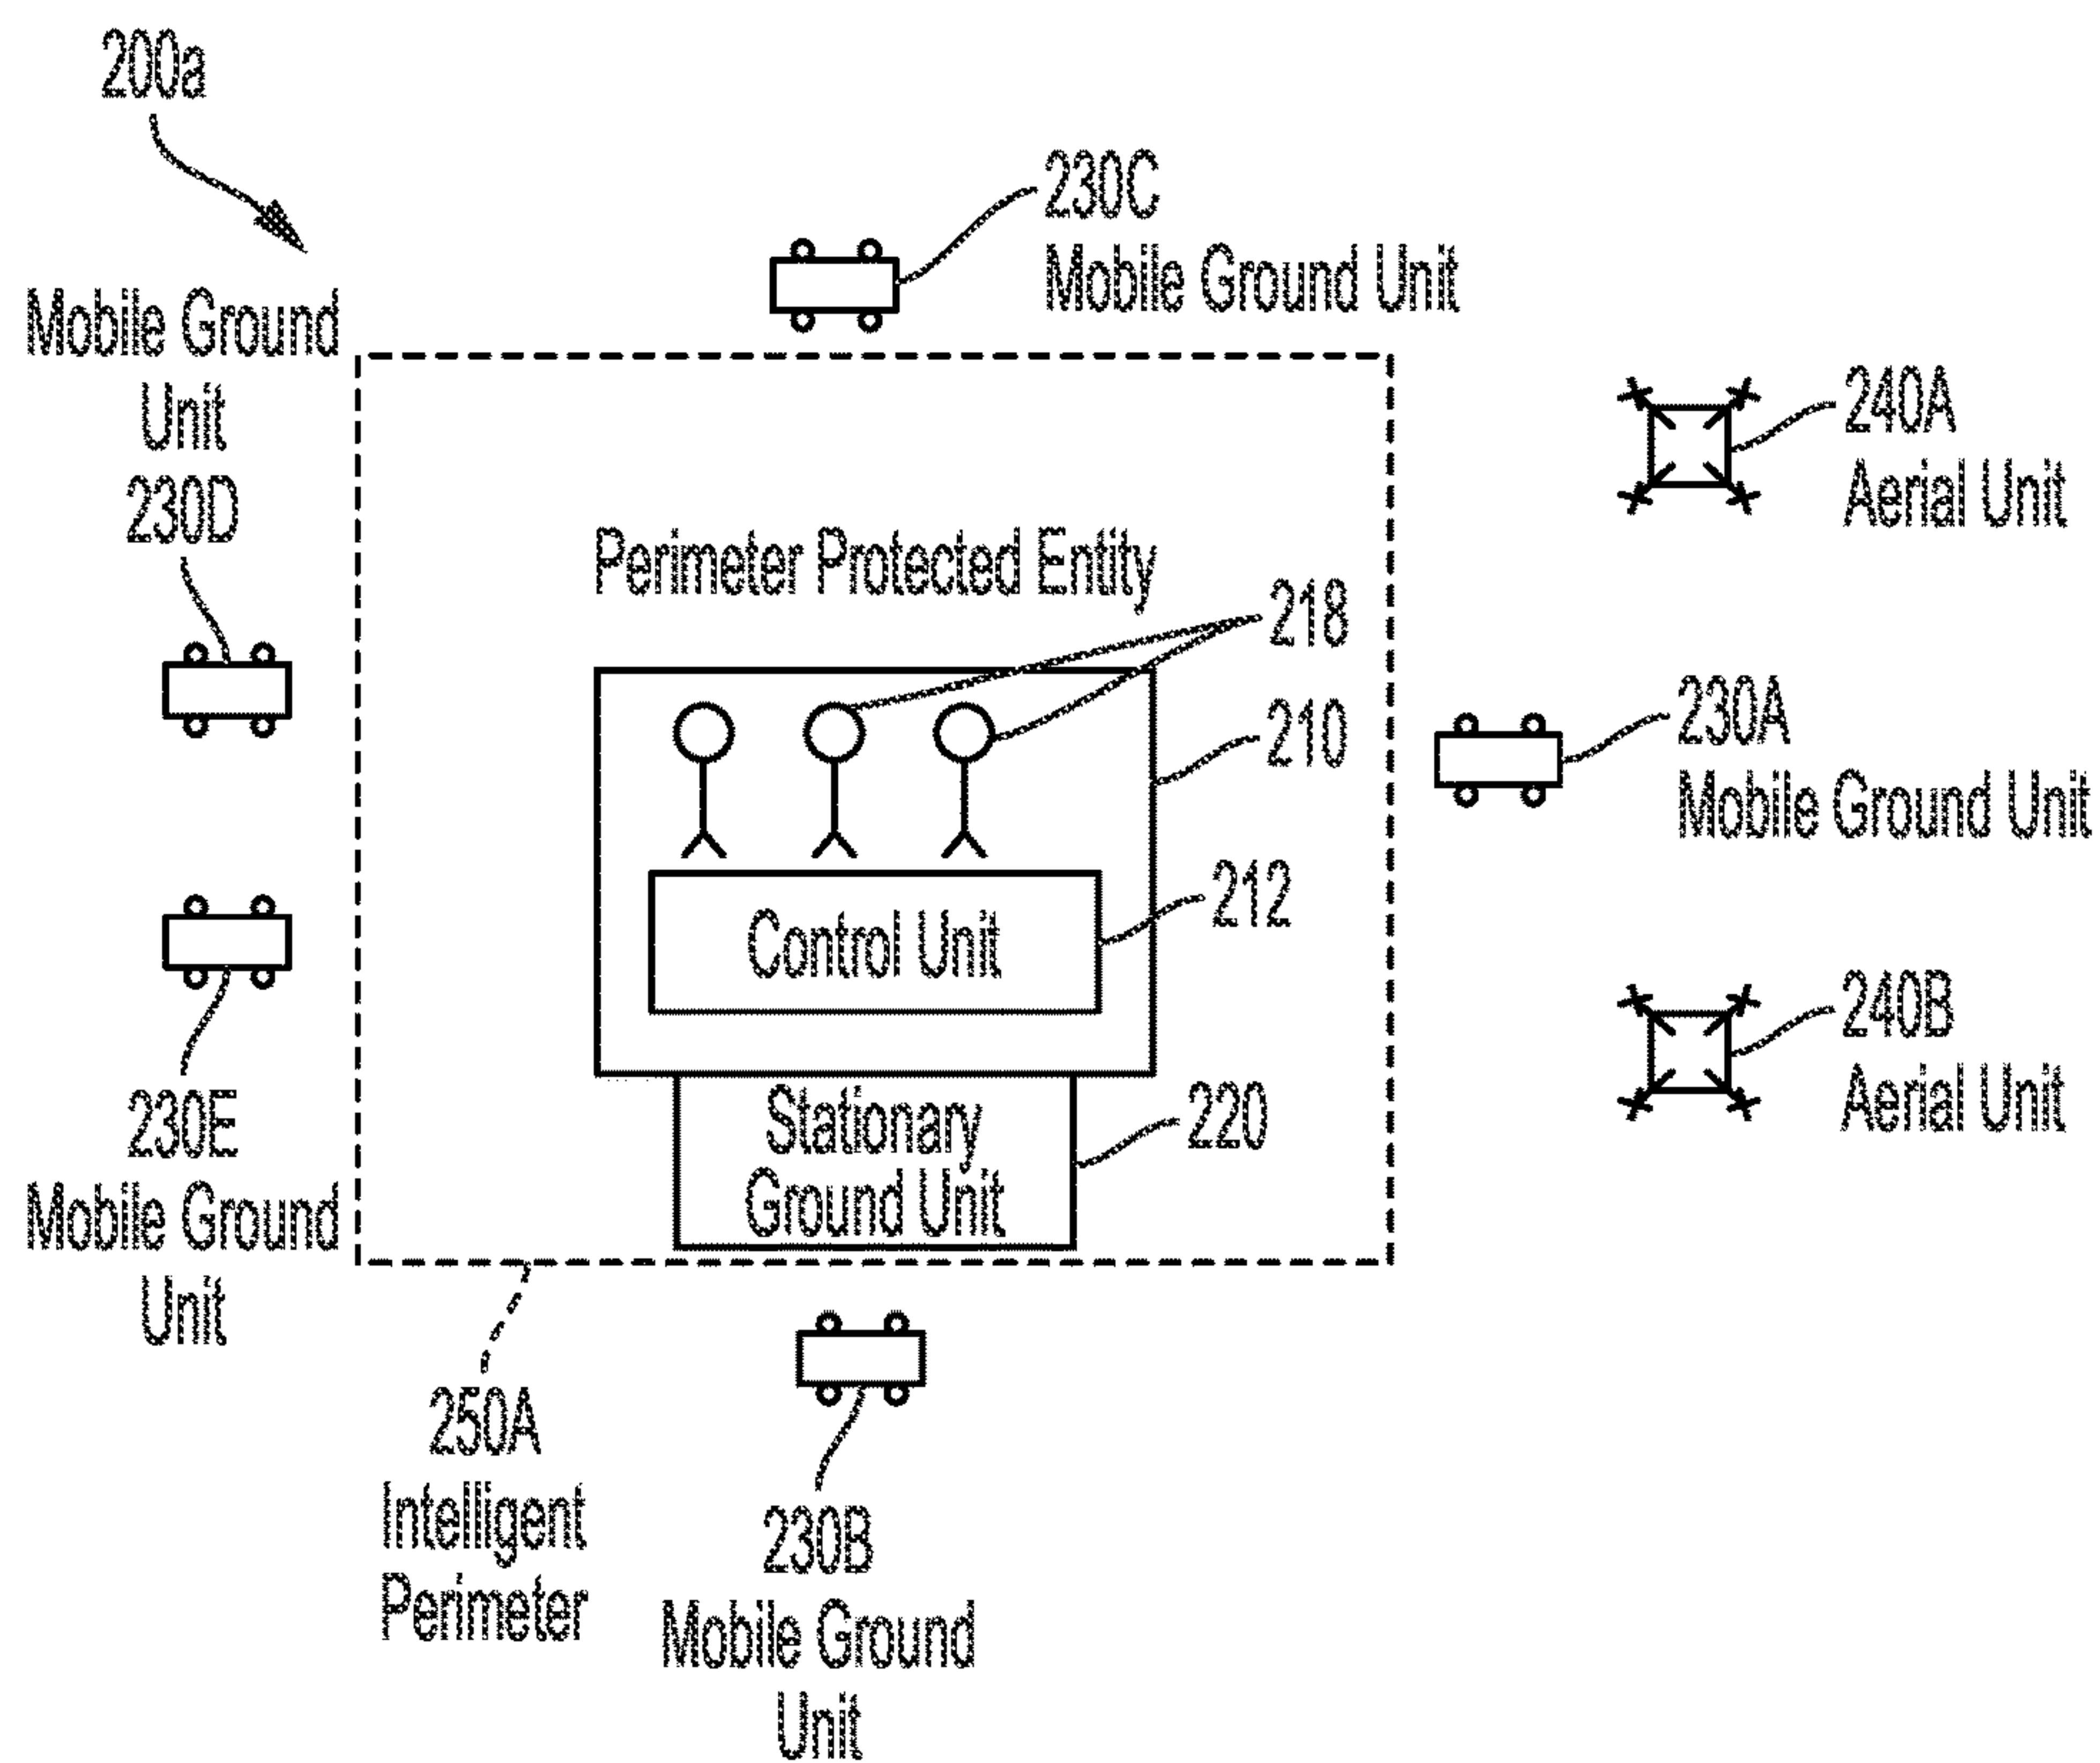 200a
230C
Mobile Ground Unit
Mobile Ground
Unit
230D
240A
Aerial Unit
Perimeter Protected Entity
218
210
230A
Mobile Ground Unit
212
Control Unit
240B
Aerial Unit
230E
Mobile Ground
Unit
Stationary
Ground Unit
220
250A
Intelligent
Perimeter
230B
Mobile Ground
Unit